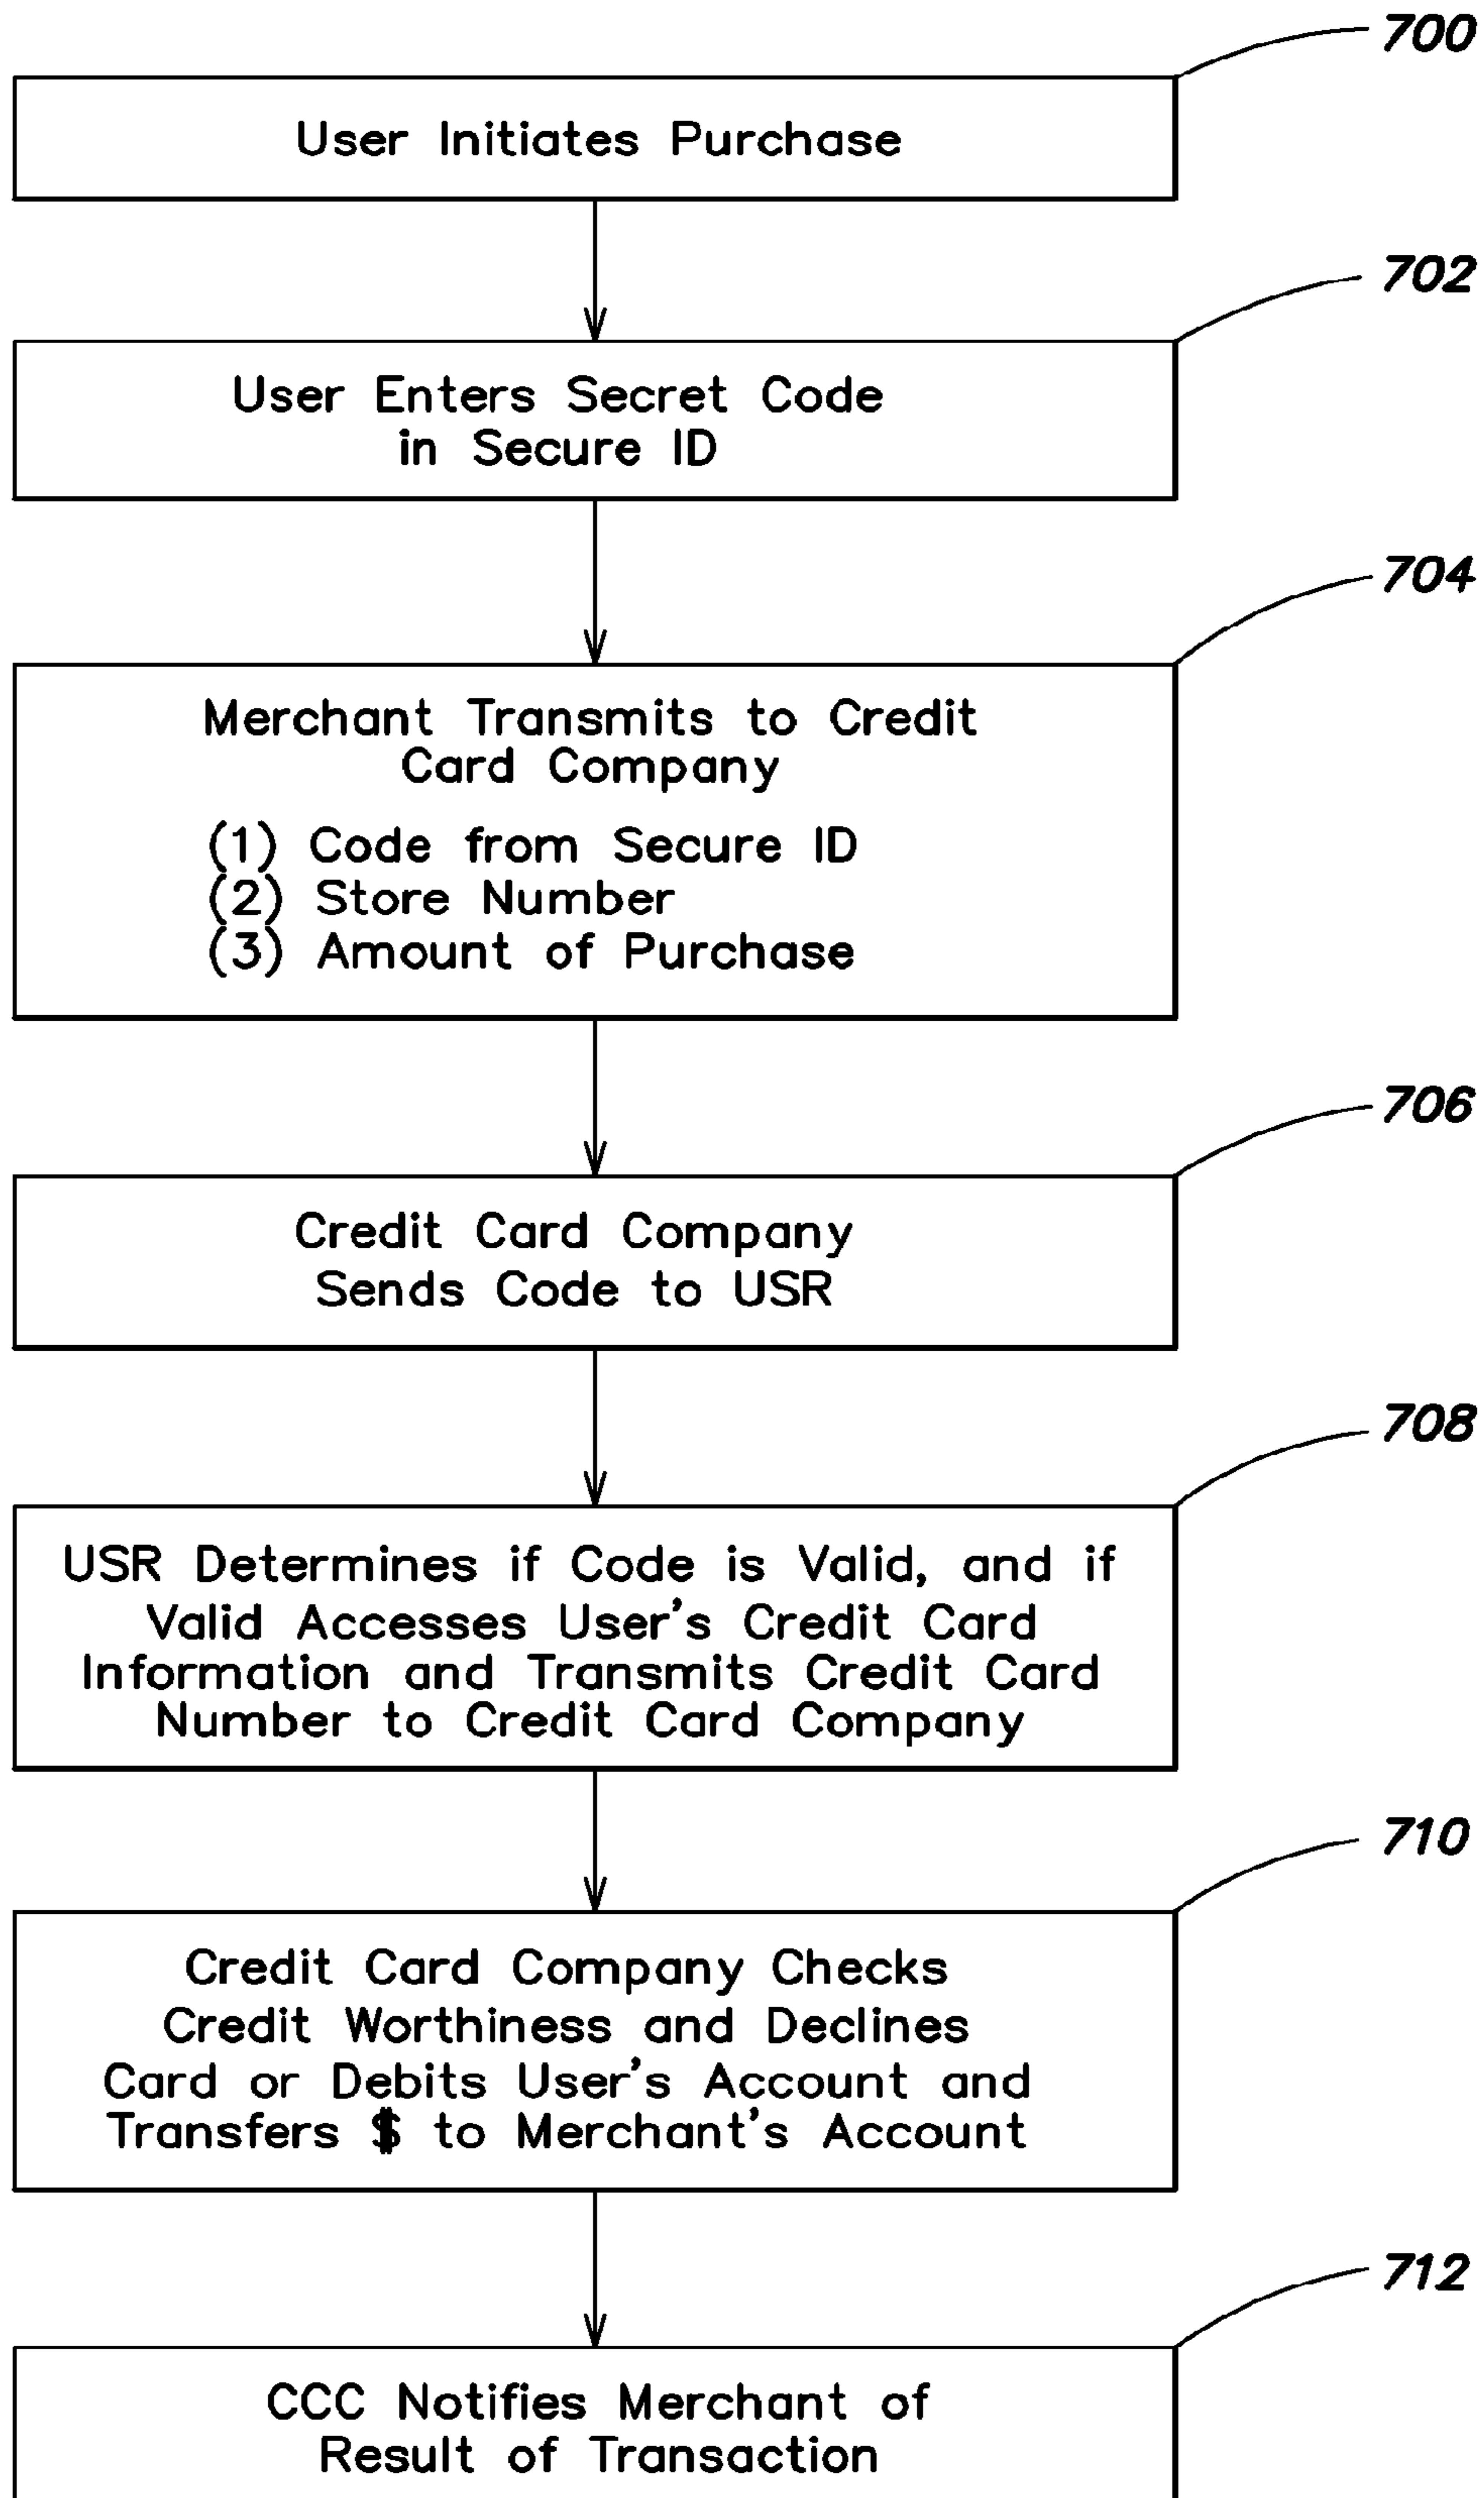 700
User Initiates Purchase
702
User Enters Secret Code
in Secure ID
704
Merchant Transmits to Credit
Card Company
(1) Code from Secure ID
(2) Store Number
(3) Amount of Purchase
706
Credit Card Company
Sends Code to USR
708
USR Determines if Code is Valid, and if
Valid Accesses User's Credit Card
Information and Transmits Credit Card
Number to Credit Card Company
710
Credit Card Company Checks
Credit Worthiness and Declines
Card or Debits User's Account and
Transfers $ to Merchant's Account
712
CCC Notifies Merchant of
Result of Transaction